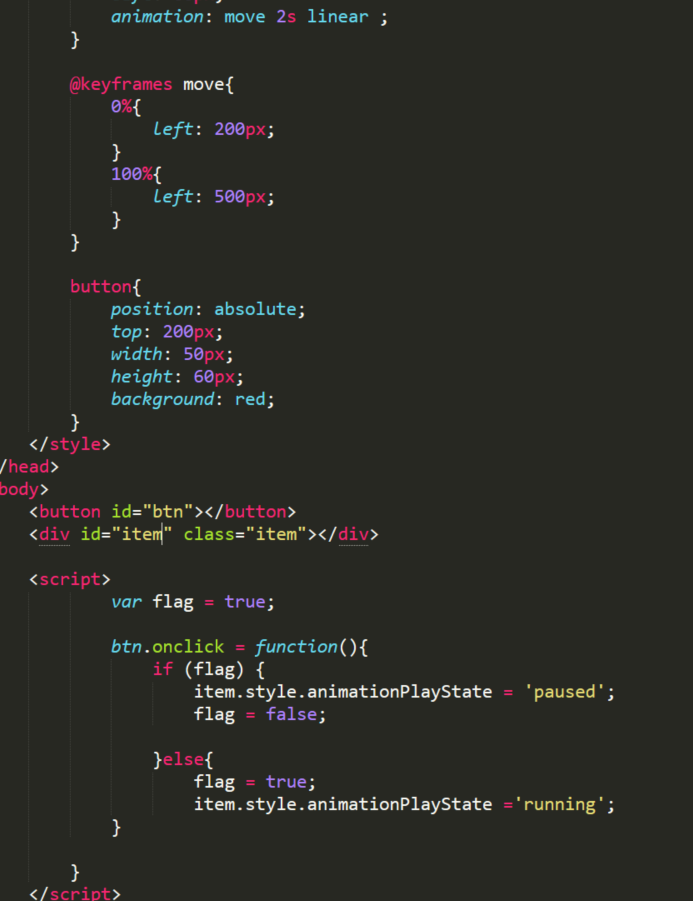 animation: move 2s linear ;
}
@keyframes move{
0%{
left: 200px;
}
100%{
left: 500px;
}
}
button{
position: absolute;
top: 200px;
width: 50px;
height: 60px;
background: red;
}
</style>
/head>
body>
<button id="btn"></button>
<div id="item" class="item"></div>
<script>
var flag = true;
btn.onclick = function(){
if (flag) {
item.style.animationPlayState = 'paused';
flag = false;
}else{
flag = true;
item.style.animationPlayState ='running';
}
}
</script>